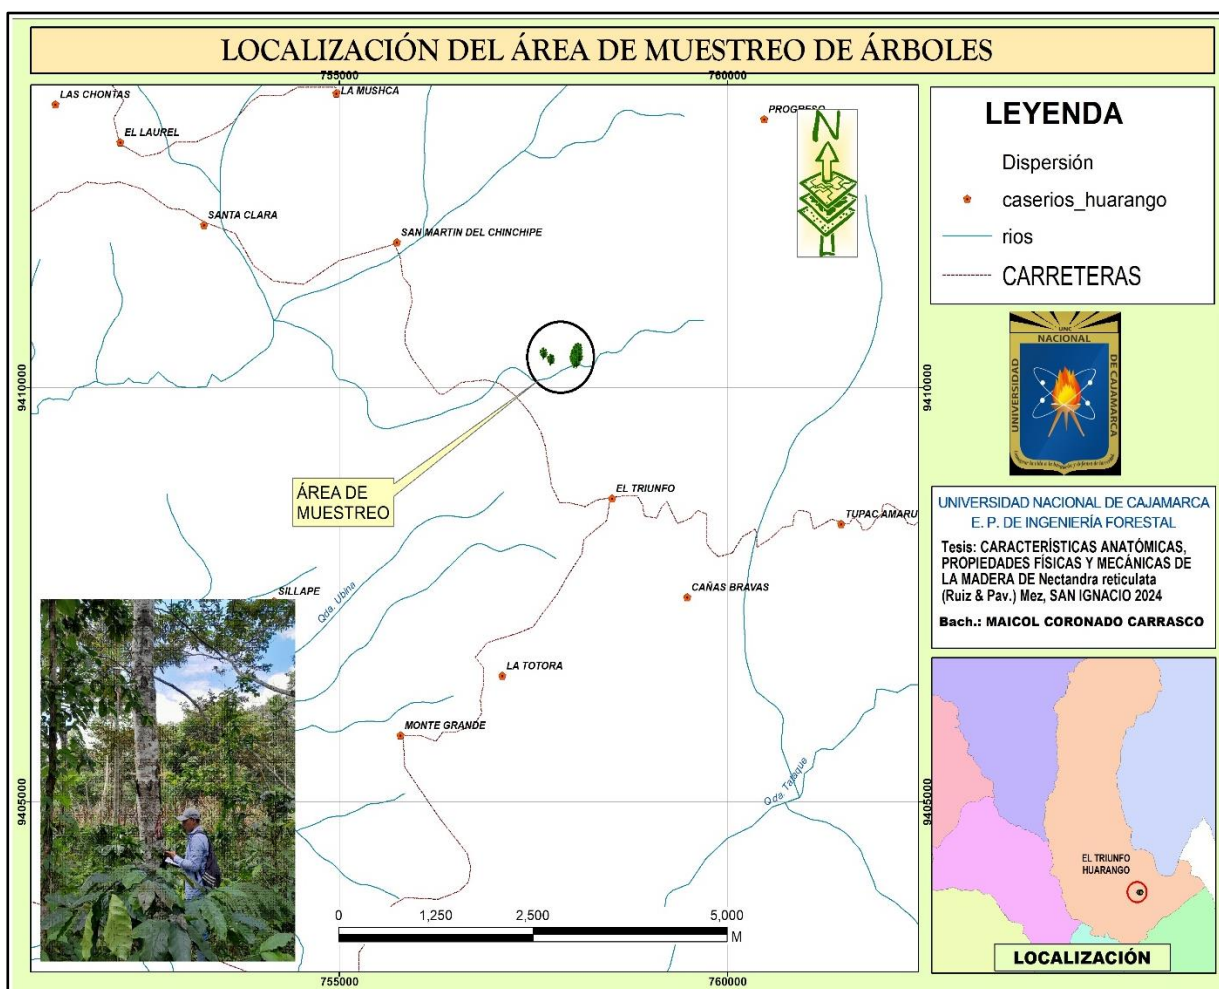 LOCALIZACIÓN DEL ÁREA DE MUESTREO DE ÁRBOLES
755000
760000
LAS CHONTAS
LA MUSHCA
EL LAUREL
PROGRESO
N
SANTA CLARA
SAN MARTIN DEL CHINCHIPE
9410000
9410000
ÁREA DE
MUESTREO
EL TRIUNFO
TUPAC AMARU
CAÑAS BRAVAS
SILLAPE
Qda. Ubina
LA TOTORA
MONTE GRANDE
9405000
9405000
0
1,250
2,500
5,000
M
755000
760000
LEYENDA
Dispersión
caserios_huarango
rios
CARRETERAS
UNC
UNIVERSIDAD
NACIONAL
DE CAJAMARCA
UNIVERSIDAD NACIONAL DE CAJAMARCA
E. P. DE INGENIERÍA FORESTAL
Tesis: CARACTERÍSTICAS ANATÓMICAS,
PROPIEDADES FÍSICAS Y MECÁNICAS DE
LA MADERA DE Nectandra reticulata
(Ruiz & Pav.) Mez, SAN IGNACIO 2024
Bach.: MAICOL CORONADO CARRASCO
EL TRIUNFO
HUARANGO
LOCALIZACIÓN